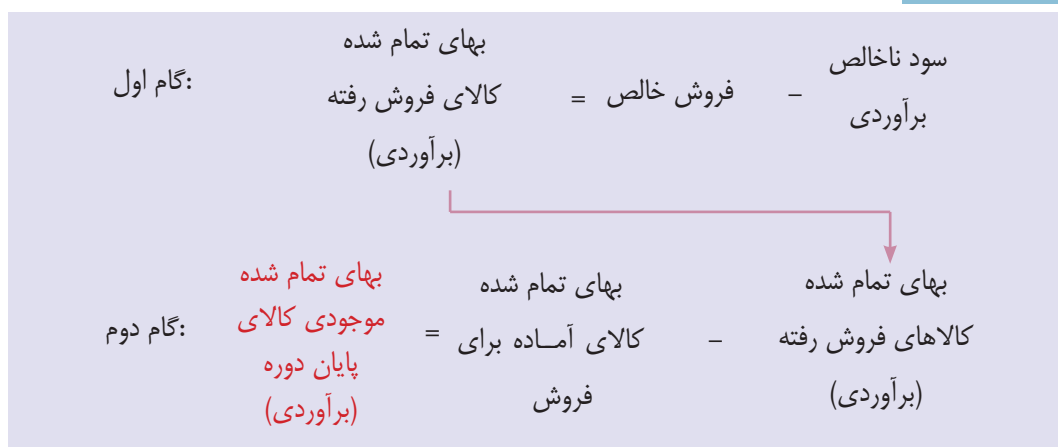 گام اول:
بهای تمام شده
کالای فروش رفته
(برآوردی)
=
فروش خالص
–
سود ناخالص
برآوردی
گام دوم:
بهای تمام شده
موجودی کالای
پایان دوره
(برآوردی)
=
بهای تمام شده
کالای آمــاده برای
فروش
–
بهای تمام شده
کالاهای فروش رفته
(برآوردی)